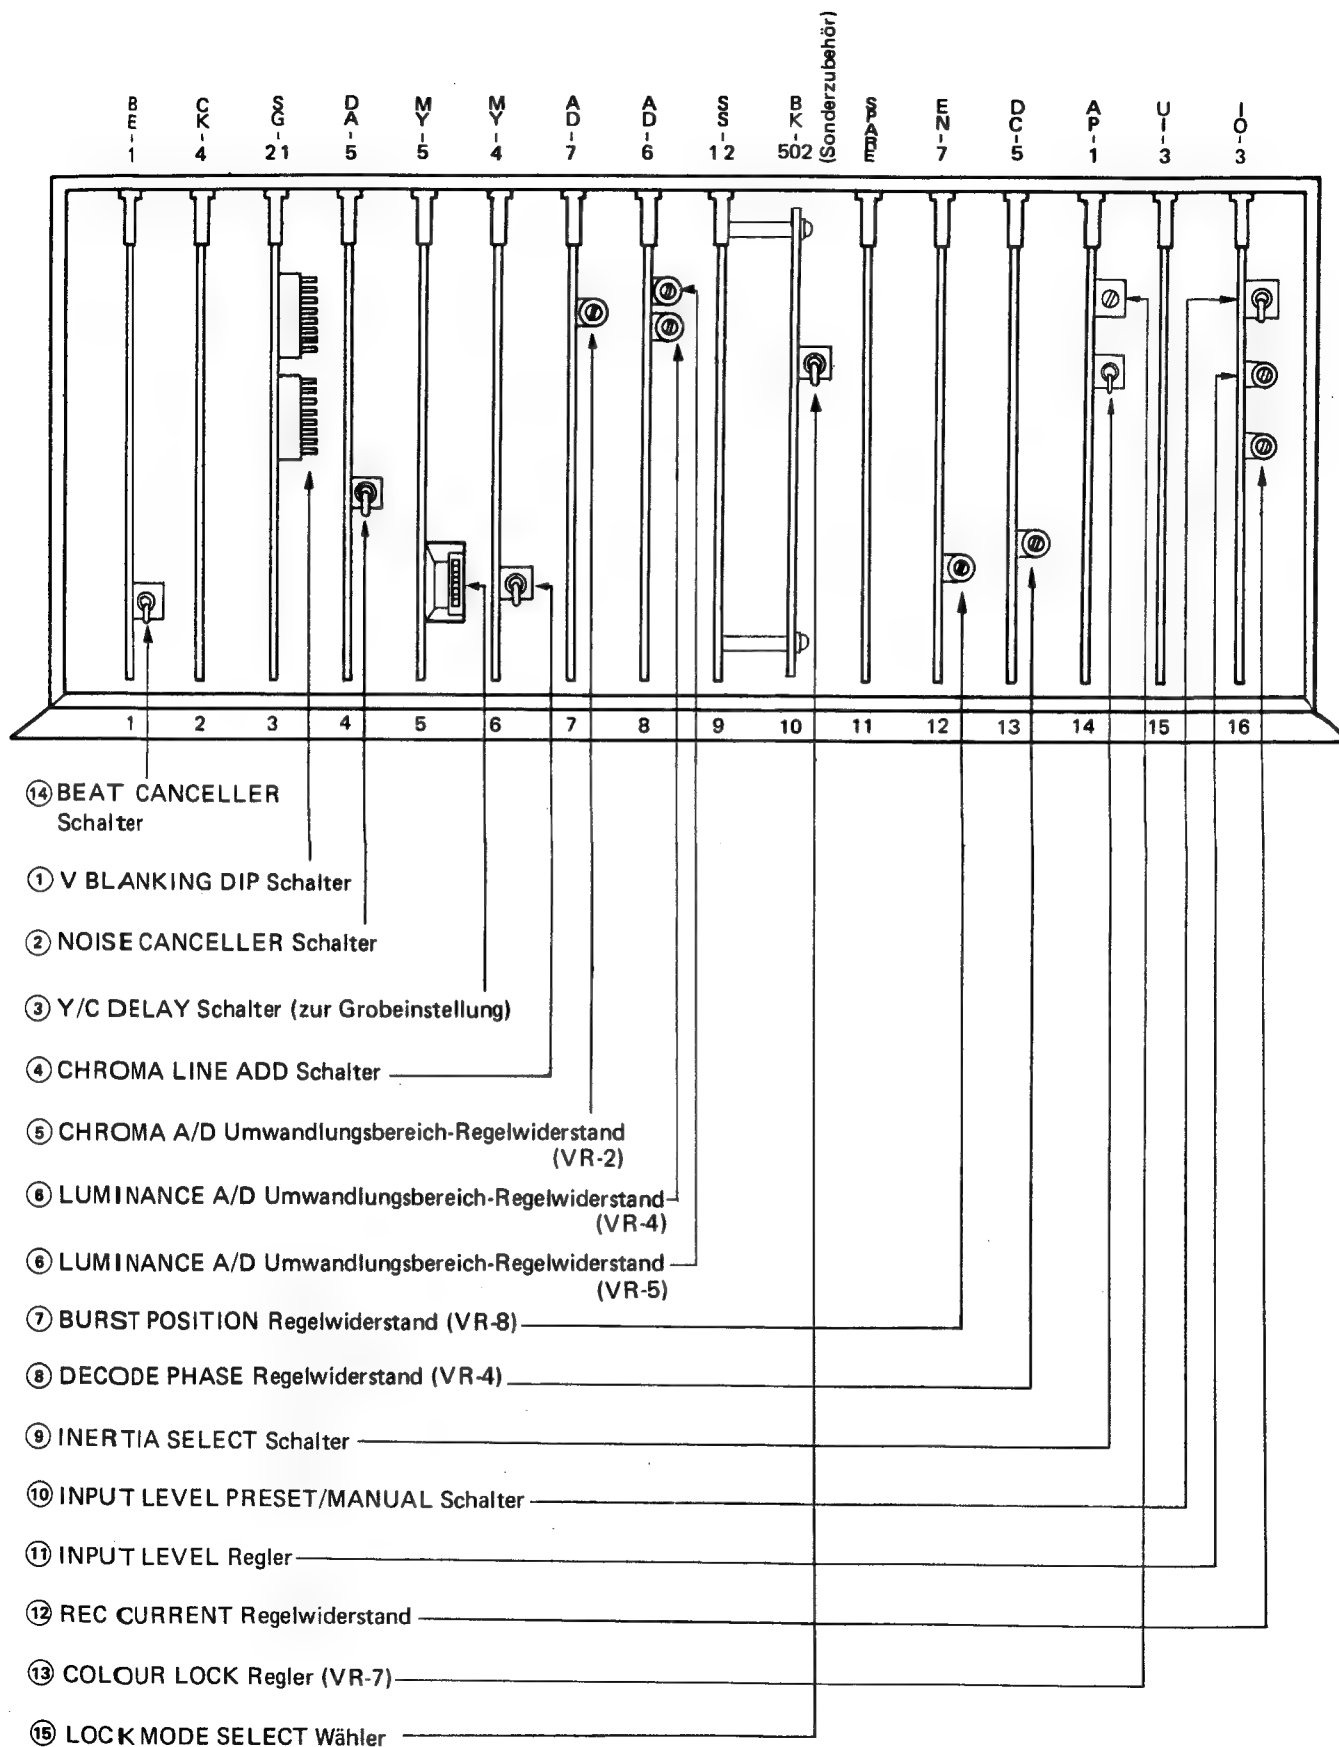 BE-1 CK-4 SG-21 DA-5 MY-5 MY-4 AD-7 AD-6 SS-12 BK-502 (Sonderzubehör) SPARE EN-7 DC-5 AP-1 UI-3 IO-3
1 2 3 4 5 6 7 8 9 10 11 12 13 14 15 16
⑭ BEAT CANCELLER
Schalter
① V BLANKING DIP Schalter
② NOISE CANCELLER Schalter
③ Y/C DELAY Schalter (zur Grobeinstellung)
④ CHROMA LINE ADD Schalter
⑤ CHROMA A/D Umwandlungsbereich-Regelwiderstand
(VR-2)
⑥ LUMINANCE A/D Umwandlungsbereich-Regelwiderstand
(VR-4)
⑥ LUMINANCE A/D Umwandlungsbereich-Regelwiderstand
(VR-5)
⑦ BURST POSITION Regelwiderstand (VR-8)
⑧ DECODE PHASE Regelwiderstand (VR-4)
⑨ INERTIA SELECT Schalter
⑩ INPUT LEVEL PRESET/MANUAL Schalter
⑪ INPUT LEVEL Regler
⑫ REC CURRENT Regelwiderstand
⑬ COLOUR LOCK Regler (VR-7)
⑮ LOCK MODE SELECT Wähler